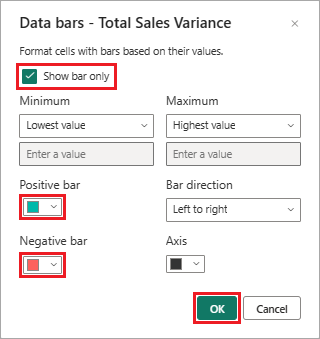 Data bars - Total Sales Variance
Format cells with bars based on their values.
Show bar only
Minimum
Maximum
Lowest value
Highest value
Enter a value
Enter a value
Positive bar
Bar direction
Left to right
Negative bar
Axis
OK
Cancel